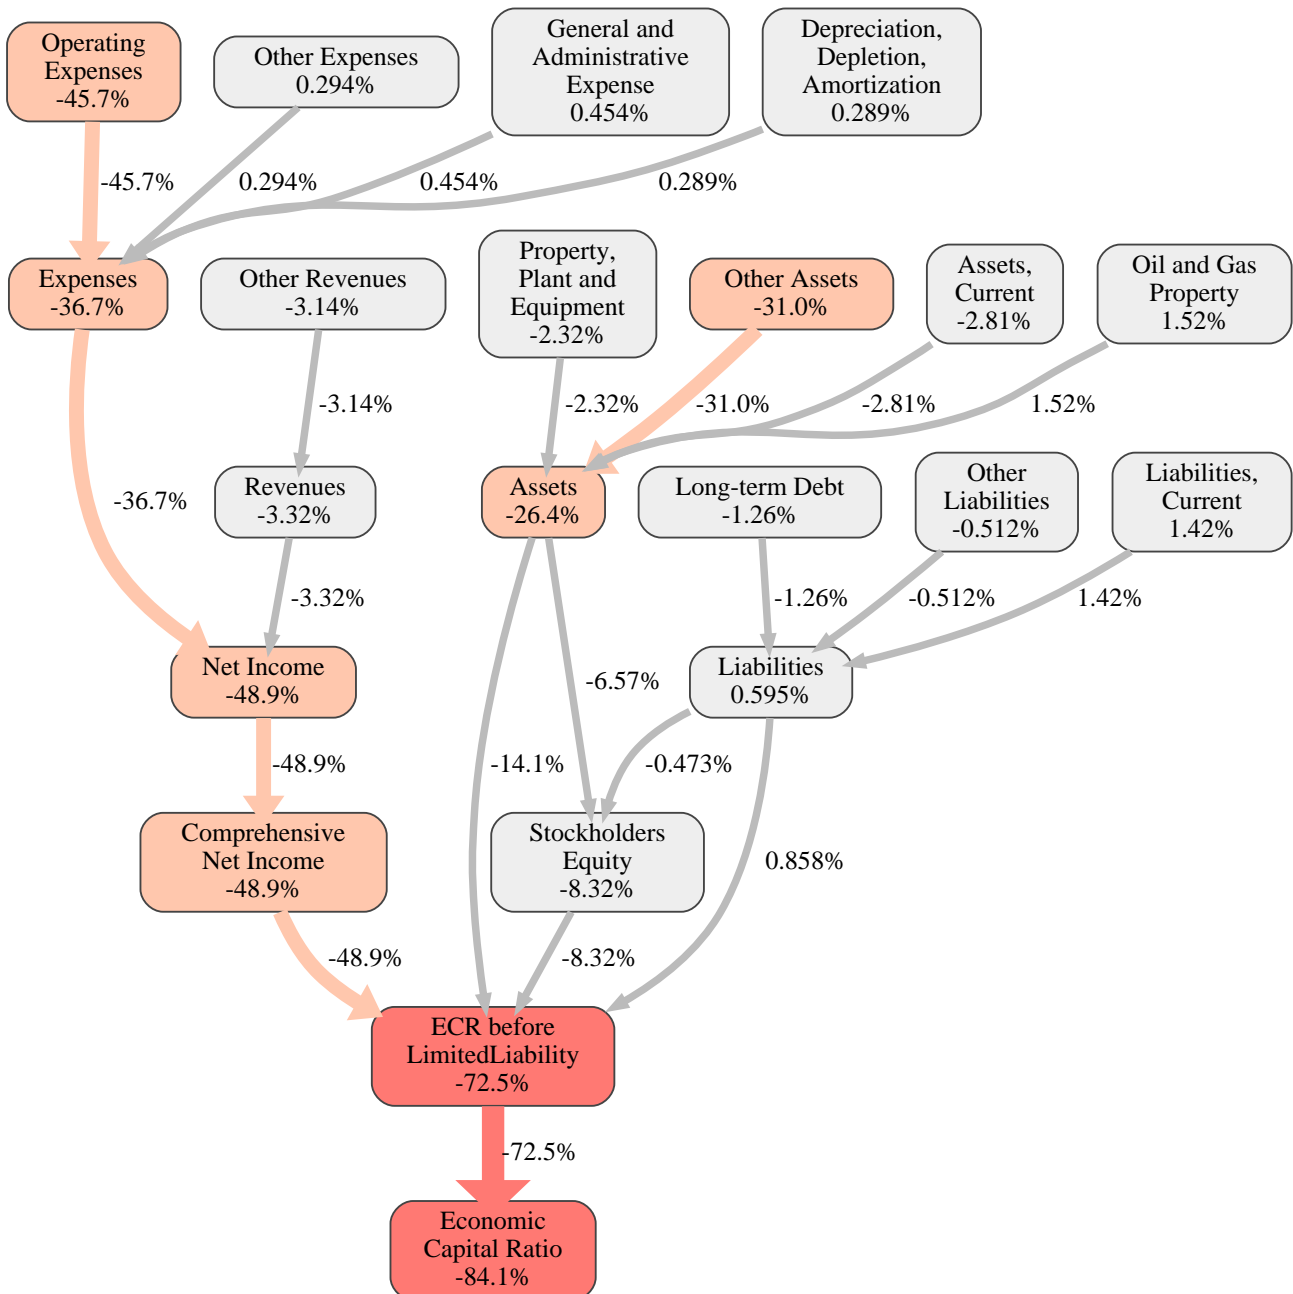 Operating
Expenses
-45.7%
Other Expenses
0.294%
General and
Administrative
Expense
0.454%
Depreciation,
Depletion,
Amortization
0.289%
-45.7%
0.294%
0.454%
0.289%
Expenses
-36.7%
Other Revenues
-3.14%
Property,
Plant and
Equipment
-2.32%
Other Assets
-31.0%
Assets,
Current
-2.81%
Oil and Gas
Property
1.52%
-3.14%
-2.32%
-31.0%
-2.81%
1.52%
-36.7%
Revenues
-3.32%
Assets
-26.4%
Long-term Debt
-1.26%
Other
Liabilities
-0.512%
Liabilities,
Current
1.42%
-3.32%
-1.26%
-0.512%
1.42%
Net Income
-48.9%
-6.57%
Liabilities
0.595%
-48.9%
-14.1%
-0.473%
Comprehensive
Net Income
-48.9%
Stockholders
Equity
-8.32%
0.858%
-48.9%
-8.32%
ECR before
LimitedLiability
-72.5%
-72.5%
Economic
Capital Ratio
-84.1%